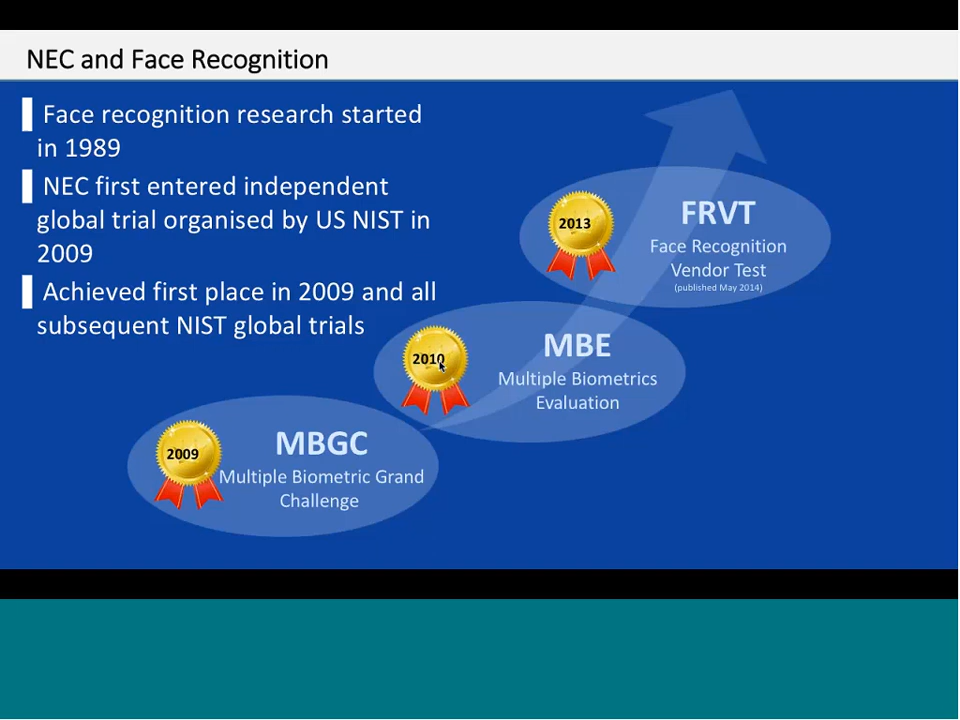 NEC and Face Recognition
Face recognition research started
in 1989
NEC first entered independent
global trial organised by US NIST in
2009
Achieved first place in 2009 and all
subsequent NIST global trials
2013
FRVT
Face Recognition
Vendor Test
(published May 2014)
2010
MBE
Multiple Biometrics
Evaluation
2009
MBGC
Multiple Biometric Grand
Challenge